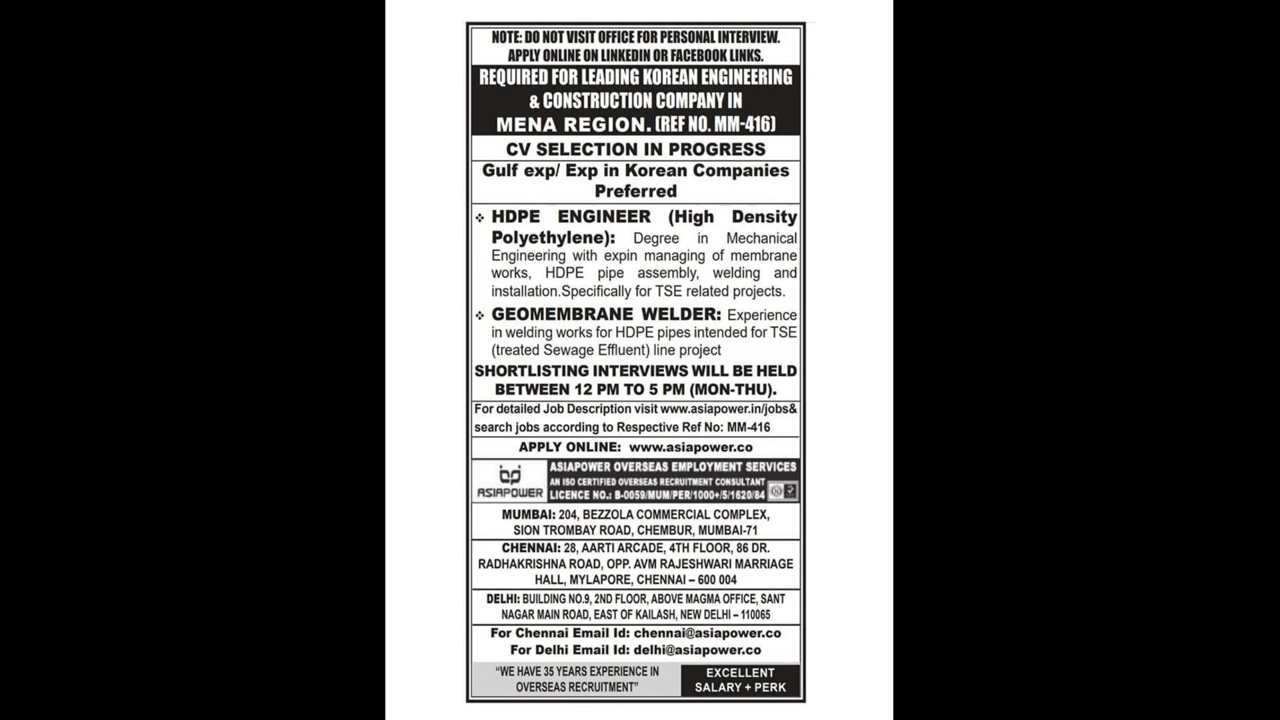 NOTE: DO NOT VISIT OFFICE FOR PERSONAL INTERVIEW.
APPLY ONLINE ON LINKEDIN OR FACEBOOK LINKS.
REQUIRED FOR LEADING KOREAN ENGINEERING
& CONSTRUCTION COMPANY IN
MENA REGION. (REF NO. MM-416)
CV SELECTION IN PROGRESS
Gulf exp/ Exp in Korean Companies
Preferred
❖ HDPE ENGINEER (High Density
Polyethylene): Degree in Mechanical
Engineering with expin managing of membrane
works, HDPE pipe assembly, welding and
installation.Specifically for TSE related projects.
❖ GEOMEMBRANE WELDER: Experience
in welding works for HDPE pipes intended for TSE
(treated Sewage Effluent) line project
SHORTLISTING INTERVIEWS WILL BE HELD
BETWEEN 12 PM TO 5 PM (MON-THU).
For detailed Job Description visit www.asiapower.in/jobs&
search jobs according to Respective Ref No: MM-416
APPLY ONLINE: www.asiapower.co
ASIAPOWER
ASIAPOWER OVERSEAS EMPLOYMENT SERVICES
AN ISO CERTIFIED OVERSEAS RECRUITMENT CONSULTANT
LICENCE NO.: B-0059/MUM/PER/1000+/5/1620/84
MUMBAI: 204, BEZZOLA COMMERCIAL COMPLEX,
SION TROMBAY ROAD, CHEMBUR, MUMBAI-71
CHENNAI: 28, AARTI ARCADE, 4TH FLOOR, 86 DR.
RADHAKRISHNA ROAD, OPP. AVM RAJESHWARI MARRIAGE
HALL, MYLAPORE, CHENNAI – 600 004
DELHI: BUILDING NO.9, 2ND FLOOR, ABOVE MAGMA OFFICE, SANT
NAGAR MAIN ROAD, EAST OF KAILASH, NEW DELHI – 110065
For Chennai Email Id: chennai@asiapower.co
For Delhi Email Id: delhi@asiapower.co
“WE HAVE 35 YEARS EXPERIENCE IN
OVERSEAS RECRUITMENT”
EXCELLENT
SALARY + PERK